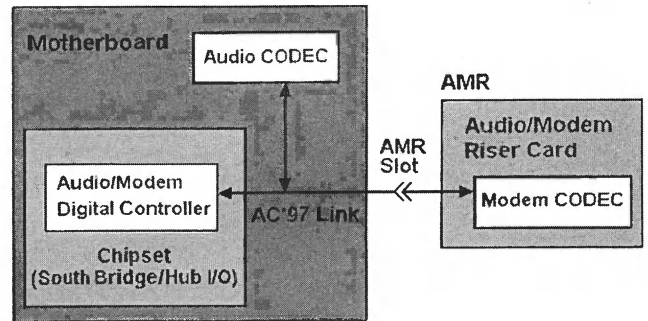 Motherboard
Audio CODEC
Audio/Modem
Digital Controller
Chipset
(South Bridge/Hub I/O)
AC'97 Link
AMR
Slot
AMR
Audio/Modem
Riser Card
Modem CODEC